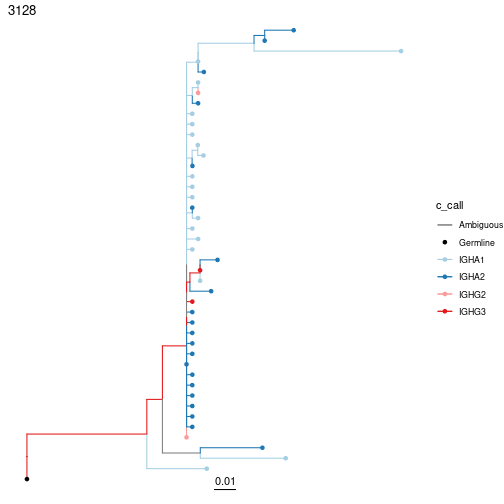 3128
c_call
Ambiguous
Germline
IGHA1
IGHA2
IGHG2
IGHG3
0.01